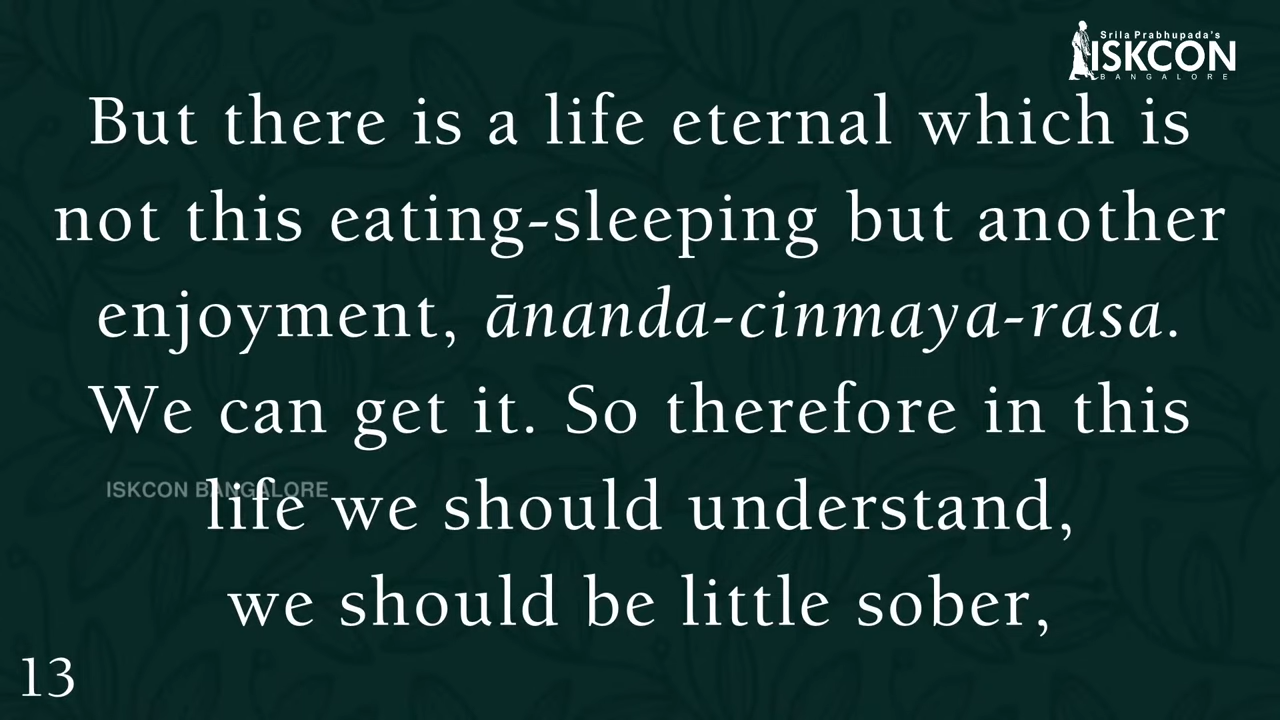 Srila Prabhupada's
ISKCON
BANGALORE
But there is a life eternal which is
not this eating-sleeping but another
enjoyment, ānanda-cinmaya-rasa.
We can get it. So therefore in this
ISKCON BANGALORE
life we should understand,
we should be little sober,
13